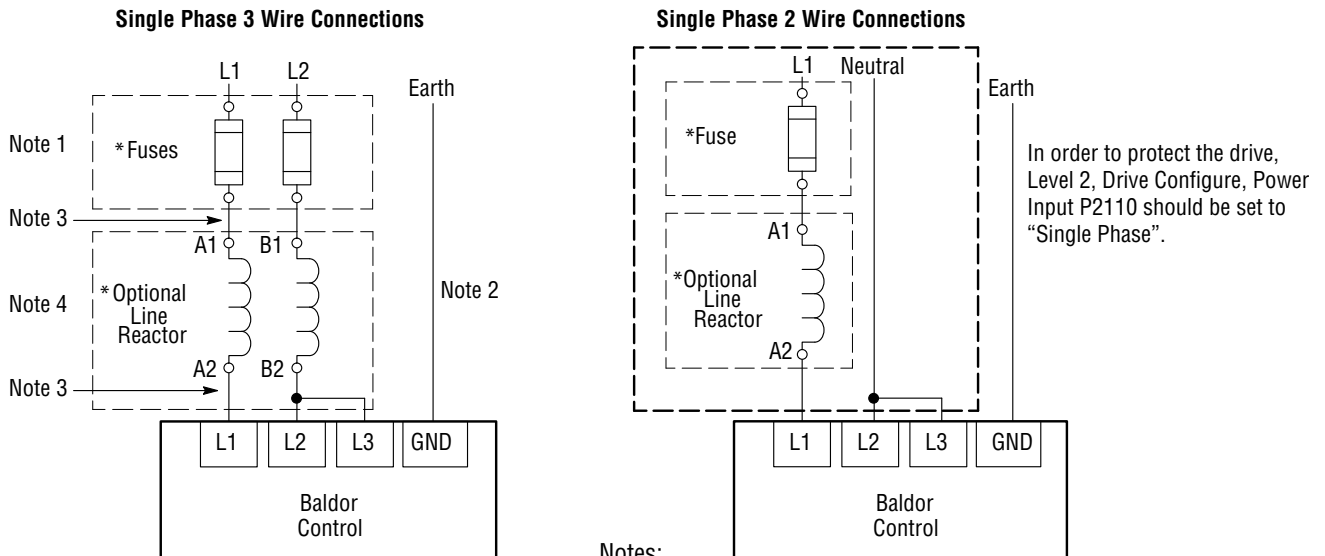 Single Phase 3 Wire Connections
L1 L2
Earth
Note 1
*Fuses
Note 3
A1 B1
Note 4
*Optional
Line
Reactor
Note 2
A2 B2
Note 3
L1 L2 L3 GND
Baldor
Control
Single Phase 2 Wire Connections
L1 Neutral
Earth
*Fuse
A1
*Optional
Line
Reactor
A2
L1 L2 L3 GND
Baldor
Control
In order to protect the drive,
Level 2, Drive Configure, Power
Input P2110 should be set to
“Single Phase”.
Notes: